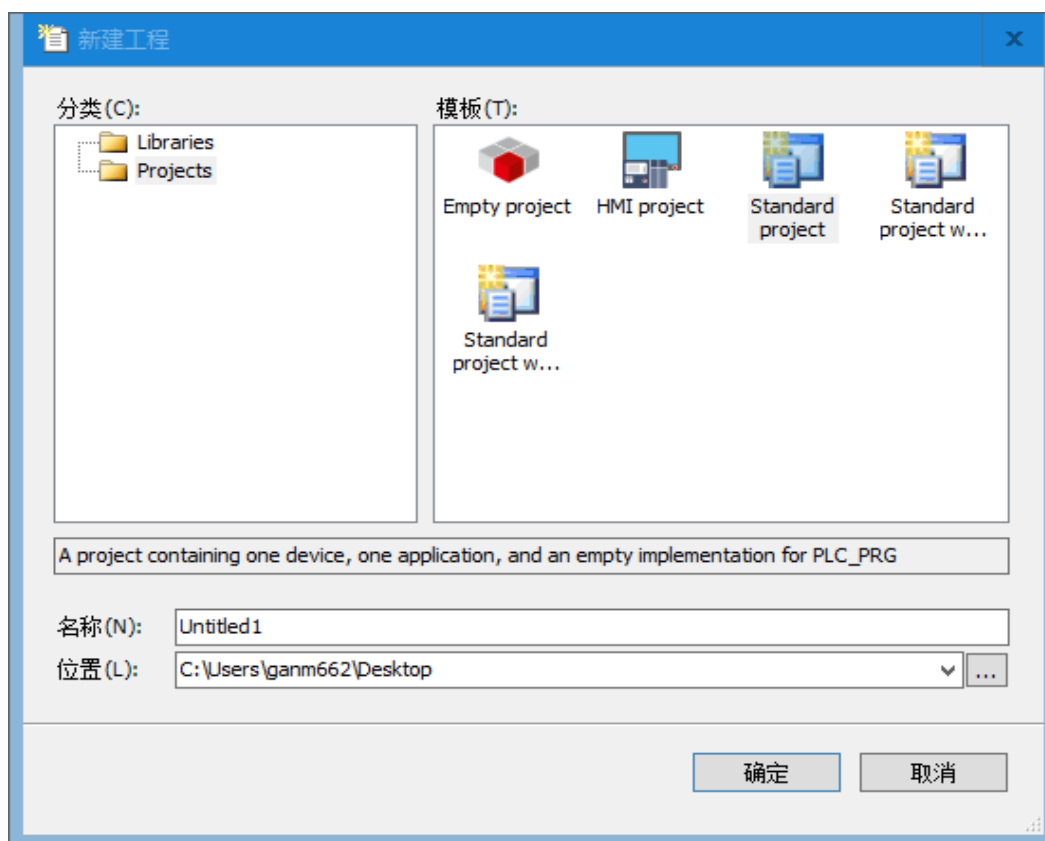 新建工程
分类(C):
模板(T):
Libraries
Projects
Empty project
HMI project
Standard
project
Standard
project w...
Standard
project w...
A project containing one device, one application, and an empty implementation for PLC_PRG
名称(N):
Untitled1
位置(L):
C:\Users\ganm662\Desktop
...
确定
取消